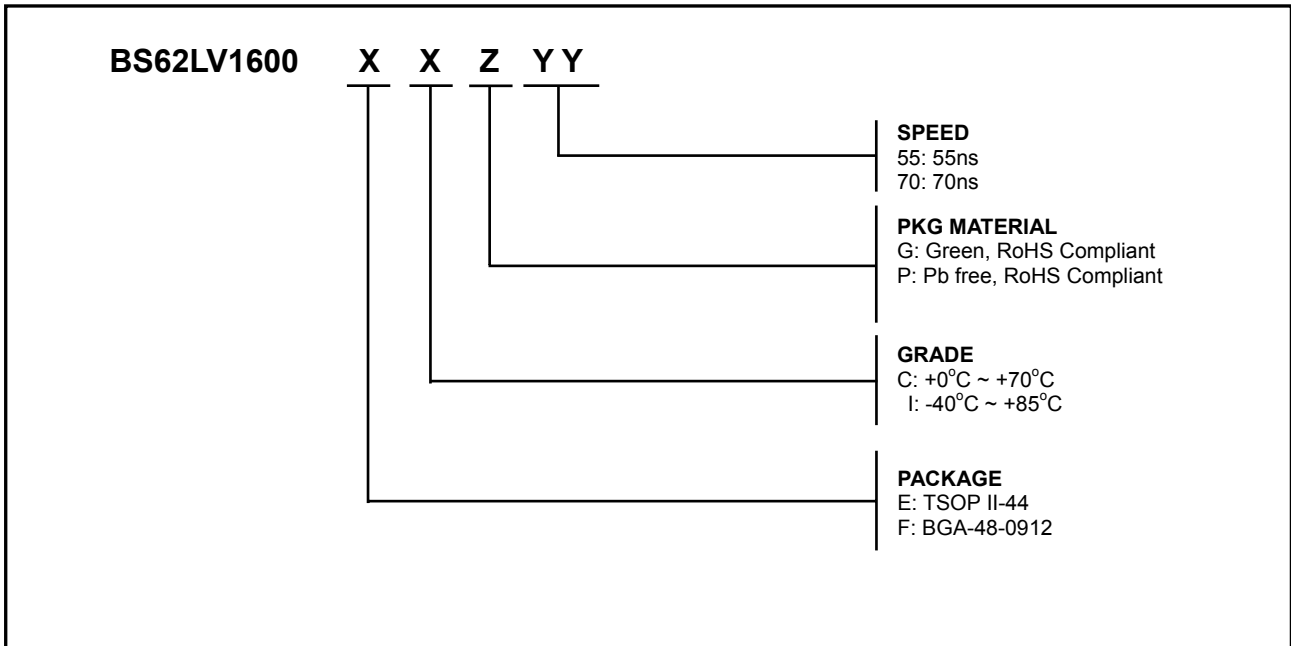 BS62LV1600 X X Z Y Y
SPEED
55: 55ns
70: 70ns
PKG MATERIAL
G: Green, RoHS Compliant
P: Pb free, RoHS Compliant
GRADE
C: +0°C ~ +70°C
I: -40°C ~ +85°C
PACKAGE
E: TSOP II-44
F: BGA-48-0912